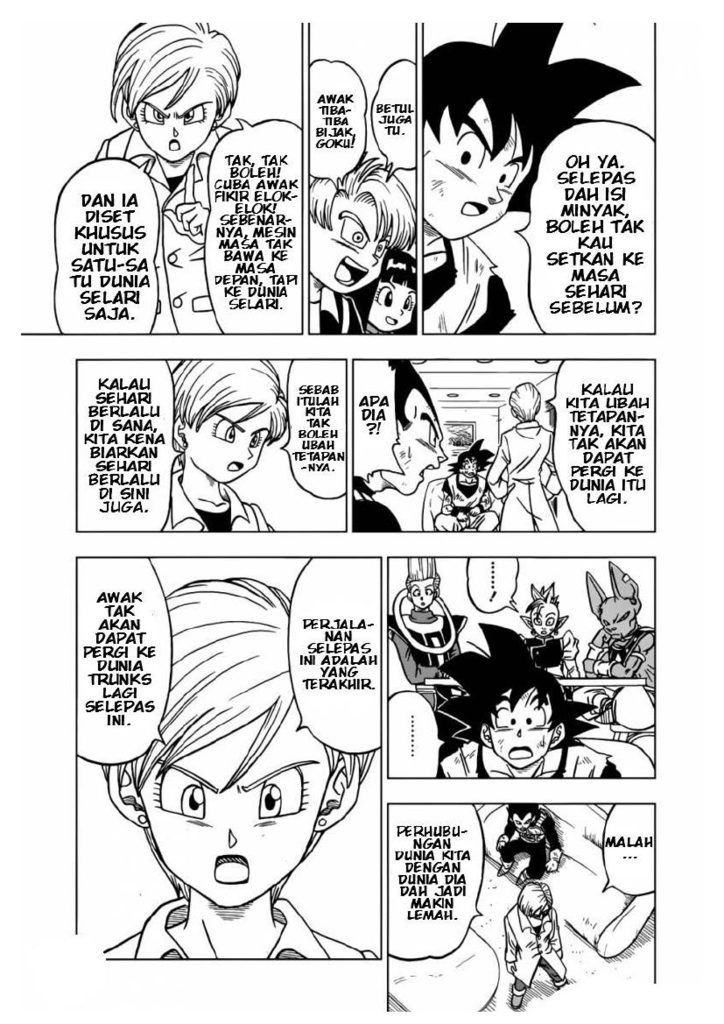 OH YA.
SELEPAS
DAH ISI
MINYAK,
BOLEH TAK
KAU
SETKAN KE
MASA
SEHARI
SEBELUM?
BETUL
JUGA
TU.
AWAK
TIBA-
TIBA
BIJAK,
GOKU!
TAK, TAK
BOLEH!
CUBA AWAK
FIKIR ELOK-
ELOK!
SEBENAR-
NYA, MESIN
MASA TAK
BAWA KE
MASA
DEPAN, TAPI
KE DUNIA
SELARI.
DAN IA
DISET
KHUSUS
UNTUK
SATU-SA
TU DUNIA
SELARI
SAJA.
KALAU
KITA UBAH
TETAPAN-
NYA, KITA
TAK AKAN
DAPAT
PERGI KE
DUNIA ITU
LAGI.
APA
DIA
?!
SEBAB
ITULAH
KITA
TAK
BOLEH
UBAH
TETAPAN
-NYA.
KALAU
SEHARI
BERLALU
DI SANA,
KITA KENA
BIARKAN
SEHARI
BERLALU
DI SINI
JUGA.
......
......
PERJALA-
NAN
SELEPAS
INI ADALAH
YANG
TERAKHIR.
AWAK
TAK
AKAN
DAPAT
PERGI KE
DUNIA
TRUNKS
LAGI
SELEPAS
INI.
MALAH
...
PERHUBU-
NGAN
DUNIA KITA
DENGAN
DUNIA DIA
DAH JADI
MAKIN
LEMAH.